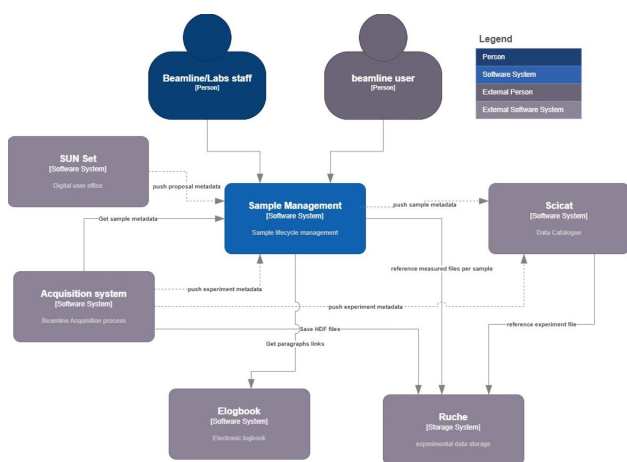 Legend
Person
Software System
External Person
External Software System
Beamline/Labs staff
[Person]
beamline user
[Person]
SUN Set
[Software System]
Digital user office
push proposal metadata
Sample Management
[Software System]
Sample lifecycle management
push sample metadata
Scicat
[Software System]
Data Catalogue
Get sample metadata
reference measured files per sample
Acquisition system
[Software System]
Beamline Acquisition process
push experiment metadata
push experiment metadata
Save HDF files
reference experiment file
Get paragraphs links
Elogbook
[Software System]
Electronic logbook
Ruche
[Storage System]
experimental data storage